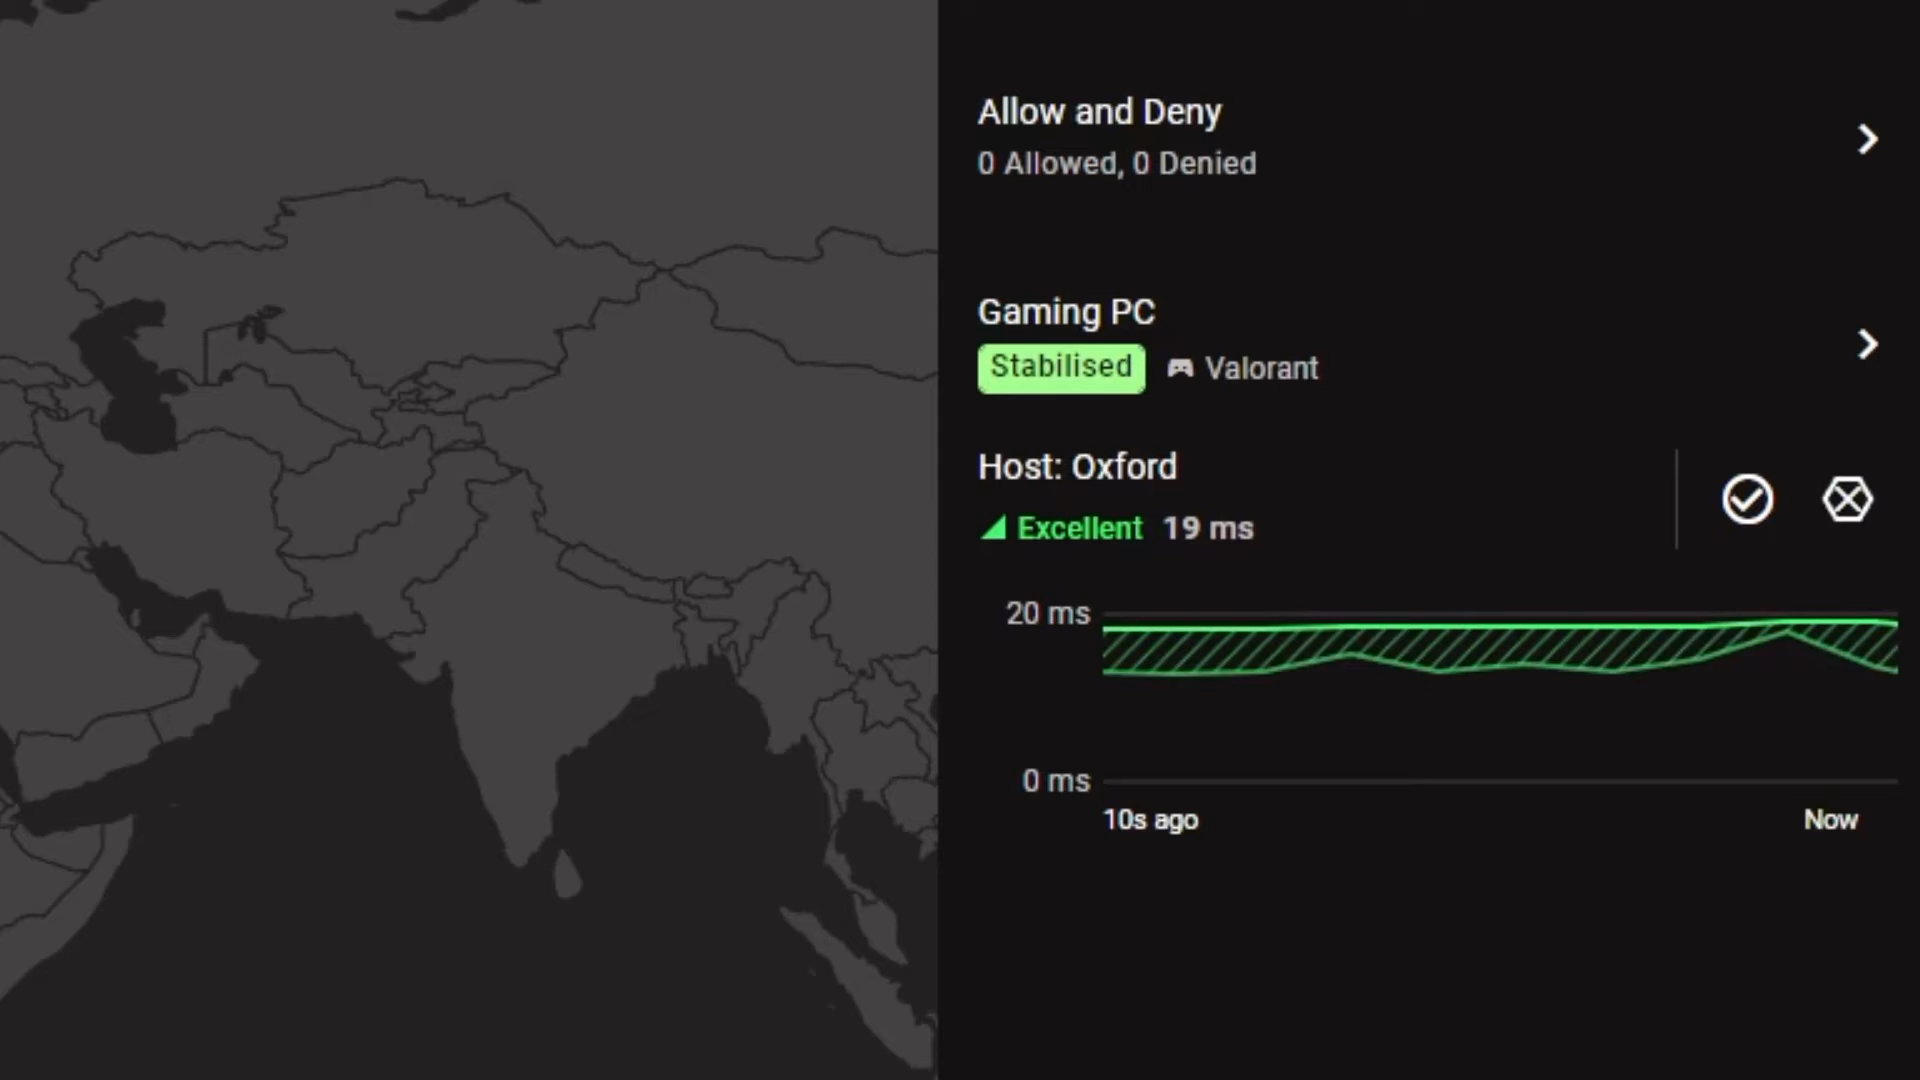 Allow and Deny
0 Allowed, 0 Denied
Gaming PC
Stabilised Valorant
Host: Oxford
Excellent 19 ms
20 ms
0 ms
10s ago Now